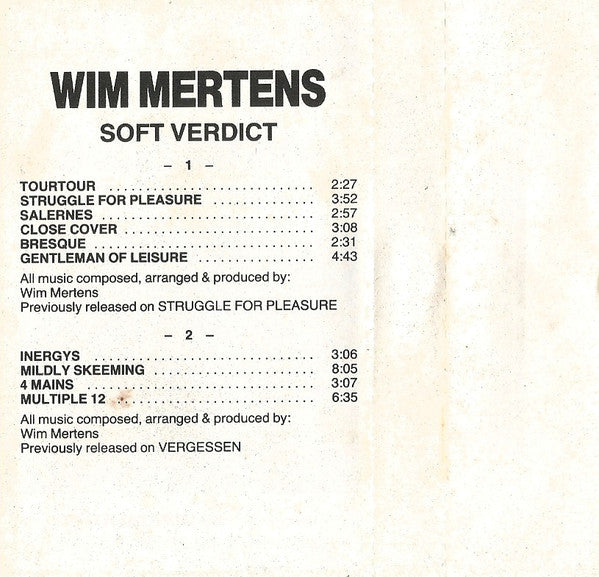 WIM MERTENS
SOFT VERDICT
– 1 –
TOURTOUR ............................ 2:27
STRUGGLE FOR PLEASURE .............. 3:52
SALERNES ............................ 2:57
CLOSE COVER ......................... 3:08
BRESQUE ............................. 2:31
GENTLEMAN OF LEISURE ................ 4:43
All music composed, arranged & produced by:
Wim Mertens
Previously released on STRUGGLE FOR PLEASURE
– 2 –
INERGYS ............................. 3:06
MILDLY SKEEMING ..................... 8:05
4 MAINS ............................. 3:07
MULTIPLE 12 ......................... 6:35
All music composed, arranged & produced by:
Wim Mertens
Previously released on VERGESSEN